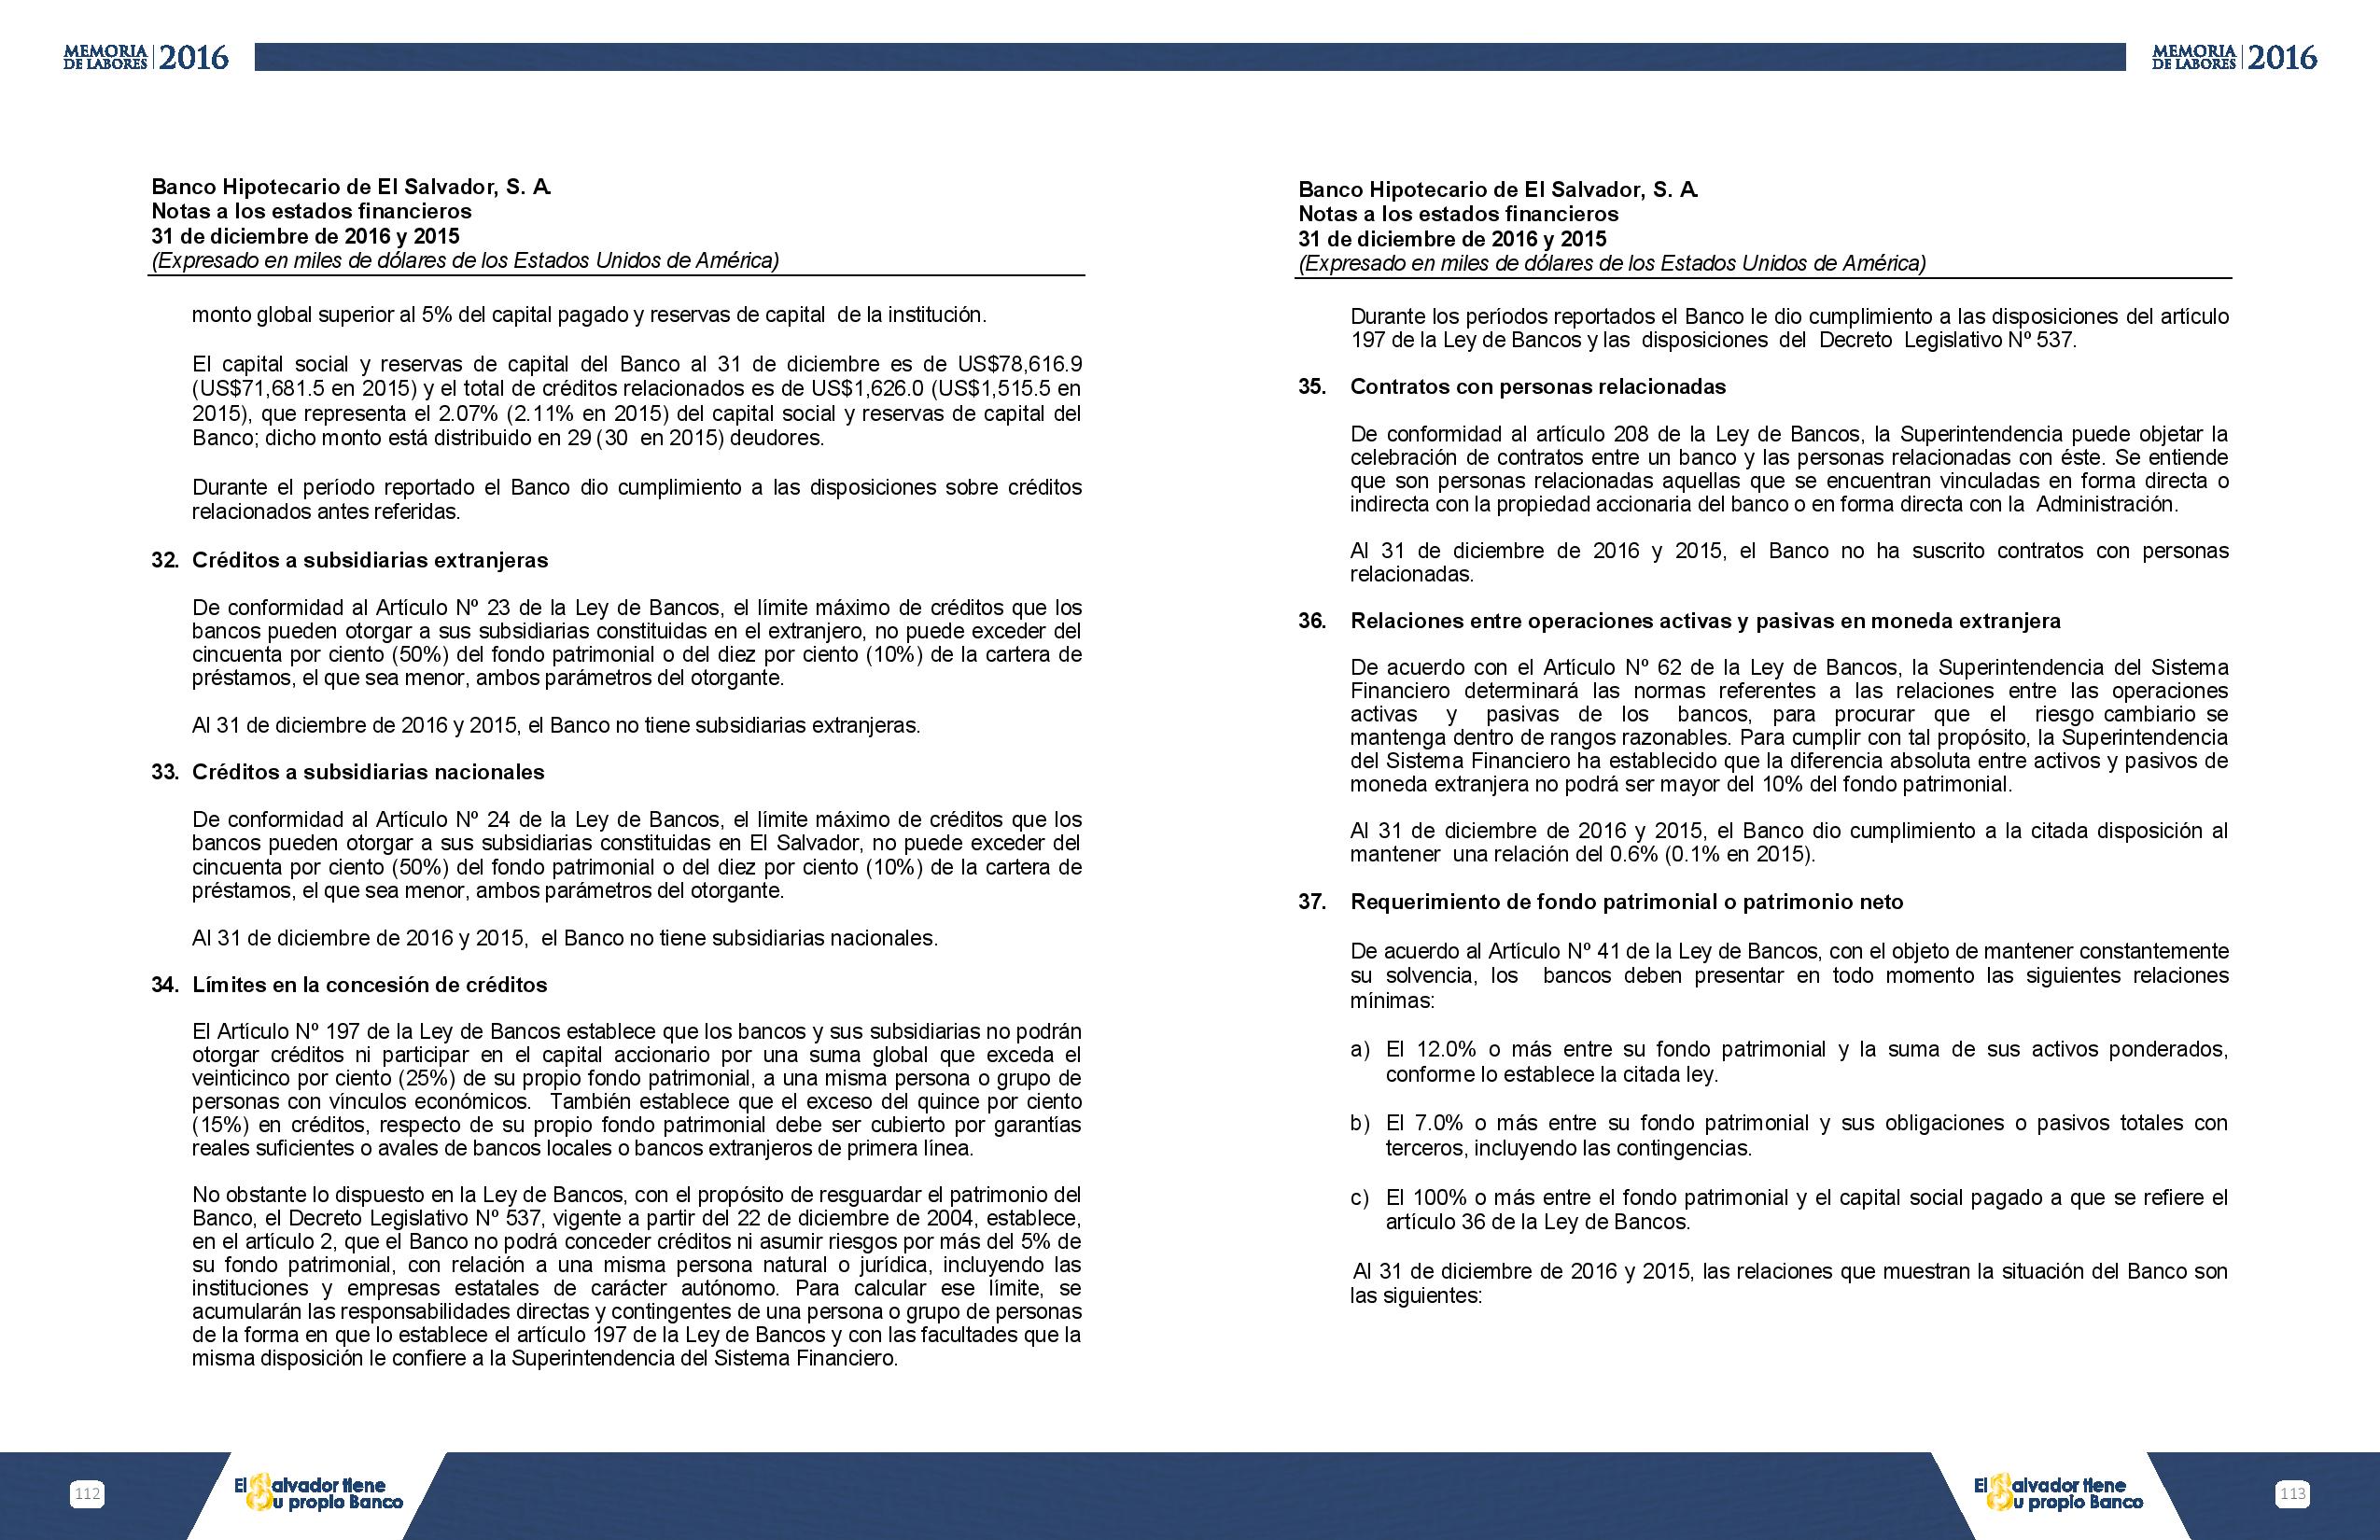 MEMORIA
DE LABORES 2016
Banco Hipotecario de El Salvador, S. A.
Notas a los estados financieros
31 de diciembre de 2016 y 2015
(Expresado en miles de dólares de los Estados Unidos de América)
monto global superior al 5% del capital pagado y reservas de capital de la institución.
El capital social y reservas de capital del Banco al 31 de diciembre es de US$78,616.9
(US$71,681.5 en 2015) y el total de créditos relacionados es de US$1,626.0 (US$1,515.5 en
2015), que representa el 2.07% (2.11% en 2015) del capital social y reservas de capital del
Banco; dicho monto está distribuido en 29 (30 en 2015) deudores.
Durante el período reportado el Banco dio cumplimiento a las disposiciones sobre créditos
relacionados antes referidas.
32. Créditos a subsidiarias extranjeras
De conformidad al Artículo Nº 23 de la Ley de Bancos, el límite máximo de créditos que los
bancos pueden otorgar a sus subsidiarias constituidas en el extranjero, no puede exceder del
cincuenta por ciento (50%) del fondo patrimonial o del diez por ciento (10%) de la cartera de
préstamos, el que sea menor, ambos parámetros del otorgante.
Al 31 de diciembre de 2016 y 2015, el Banco no tiene subsidiarias extranjeras.
33. Créditos a subsidiarias nacionales
De conformidad al Artículo Nº 24 de la Ley de Bancos, el límite máximo de créditos que los
bancos pueden otorgar a sus subsidiarias constituidas en El Salvador, no puede exceder del
cincuenta por ciento (50%) del fondo patrimonial o del diez por ciento (10%) de la cartera de
préstamos, el que sea menor, ambos parámetros del otorgante.
Al 31 de diciembre de 2016 y 2015, el Banco no tiene subsidiarias nacionales.
34. Límites en la concesión de créditos
El Artículo Nº 197 de la Ley de Bancos establece que los bancos y sus subsidiarias no podrán
otorgar créditos ni participar en el capital accionario por una suma global que exceda el
veinticinco por ciento (25%) de su propio fondo patrimonial, a una misma persona o grupo de
personas con vínculos económicos. También establece que el exceso del quince por ciento
(15%) en créditos, respecto de su propio fondo patrimonial debe ser cubierto por garantías
reales suficientes o avales de bancos locales o bancos extranjeros de primera línea.
No obstante lo dispuesto en la Ley de Bancos, con el propósito de resguardar el patrimonio del
Banco, el Decreto Legislativo Nº 537, vigente a partir del 22 de diciembre de 2004, establece,
en el artículo 2, que el Banco no podrá conceder créditos ni asumir riesgos por más del 5% de
su fondo patrimonial, con relación a una misma persona natural o jurídica, incluyendo las
instituciones y empresas estatales de carácter autónomo. Para calcular ese límite, se
acumularán las responsabilidades directas y contingentes de una persona o grupo de personas
de la forma en que lo establece el artículo 197 de la Ley de Bancos y con las facultades que la
misma disposición le confiere a la Superintendencia del Sistema Financiero.
112
El Salvador tiene
Su propio Banco
MEMORIA
DE LABORES 2016
Banco Hipotecario de El Salvador, S. A.
Notas a los estados financieros
31 de diciembre de 2016 y 2015
(Expresado en miles de dólares de los Estados Unidos de América)
Durante los períodos reportados el Banco le dio cumplimiento a las disposiciones del artículo
197 de la Ley de Bancos y las disposiciones del Decreto Legislativo Nº 537.
35. Contratos con personas relacionadas
De conformidad al artículo 208 de la Ley de Bancos, la Superintendencia puede objetar la
celebración de contratos entre un banco y las personas relacionadas con éste. Se entiende
que son personas relacionadas aquellas que se encuentran vinculadas en forma directa o
indirecta con la propiedad accionaria del banco o en forma directa con la Administración.
Al 31 de diciembre de 2016 y 2015, el Banco no ha suscrito contratos con personas
relacionadas.
36. Relaciones entre operaciones activas y pasivas en moneda extranjera
De acuerdo con el Artículo Nº 62 de la Ley de Bancos, la Superintendencia del Sistema
Financiero determinará las normas referentes a las relaciones entre las operaciones
activas y pasivas de los bancos, para procurar que el riesgo cambiario se
mantenga dentro de rangos razonables. Para cumplir con tal propósito, la Superintendencia
del Sistema Financiero ha establecido que la diferencia absoluta entre activos y pasivos de
moneda extranjera no podrá ser mayor del 10% del fondo patrimonial.
Al 31 de diciembre de 2016 y 2015, el Banco dio cumplimiento a la citada disposición al
mantener una relación del 0.6% (0.1% en 2015).
37. Requerimiento de fondo patrimonial o patrimonio neto
De acuerdo al Artículo Nº 41 de la Ley de Bancos, con el objeto de mantener constantemente
su solvencia, los bancos deben presentar en todo momento las siguientes relaciones
mínimas:
a) El 12.0% o más entre su fondo patrimonial y la suma de sus activos ponderados,
conforme lo establece la citada ley.
b) El 7.0% o más entre su fondo patrimonial y sus obligaciones o pasivos totales con
terceros, incluyendo las contingencias.
c) El 100% o más entre el fondo patrimonial y el capital social pagado a que se refiere el
artículo 36 de la Ley de Bancos.
Al 31 de diciembre de 2016 y 2015, las relaciones que muestran la situación del Banco son
las siguientes:
El Salvador tiene
Su propio Banco
113